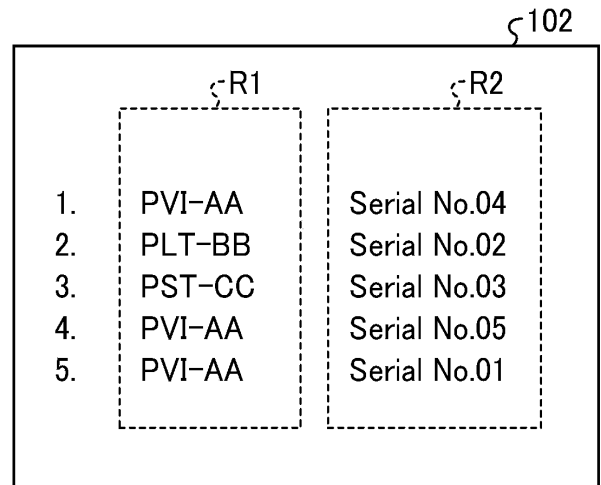 102
R1 R2
1. PVI-AA Serial No.04
2. PLT-BB Serial No.02
3. PST-CC Serial No.03
4. PVI-AA Serial No.05
5. PVI-AA Serial No.01